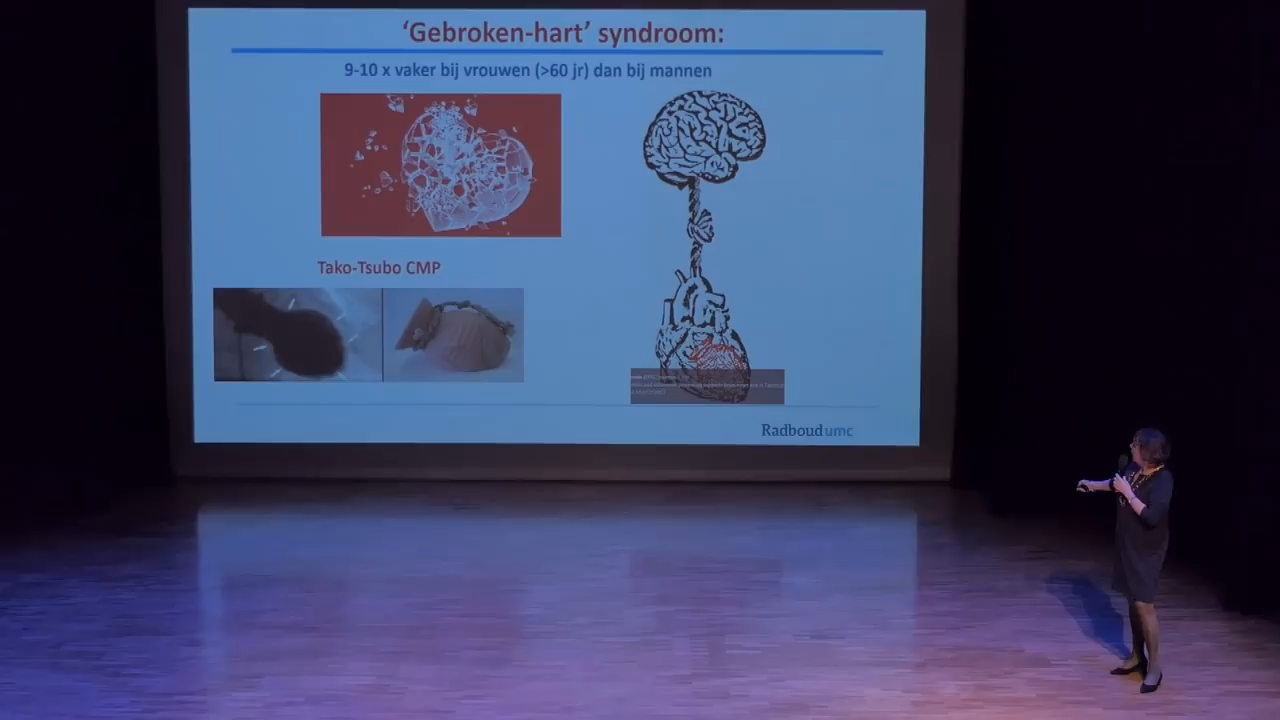 ‘Gebroken-hart’ syndroom:
9-10 x vaker bij vrouwen (>60 jr) dan bij mannen
Tako-Tsubo CMP
Radboudumc